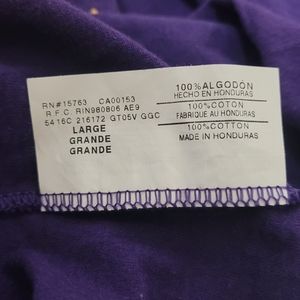 RN#15763 CA00153
R.F.C. RIN980806 AE9
5416C 216172 GT05V GGC
LARGE
GRANDE
GRANDE
100%ALGODÓN
HECHO EN HONDURAS
100%COTON
FABRIQUE AU HONDURAS
100%COTTON
MADE IN HONDURAS